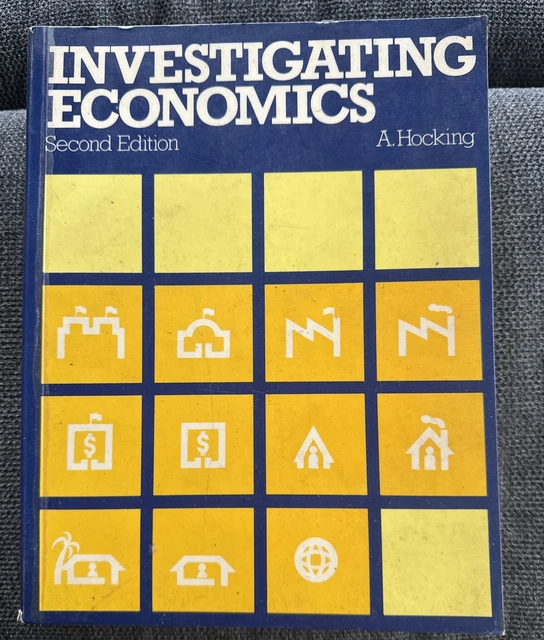 INVESTIGATING
ECONOMICS
Second Edition A.Hocking
$ $